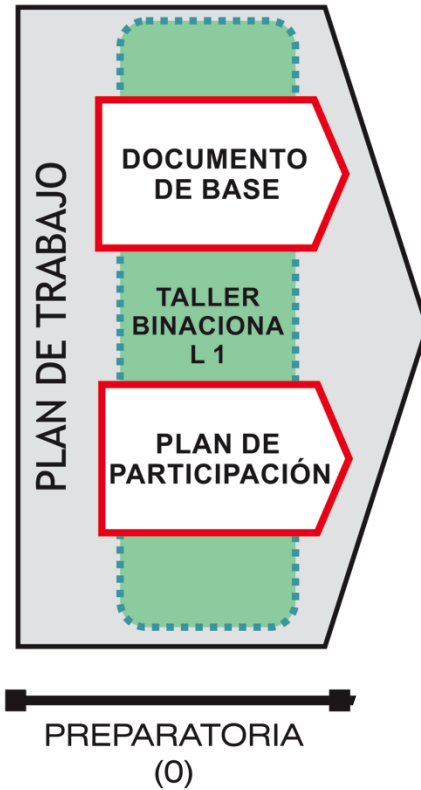 PLAN DE TRABAJO
DOCUMENTO
DE BASE
TALLER
BINACIONA
L 1
PLAN DE
PARTICIPACIÓN
PREPARATORIA
(0)